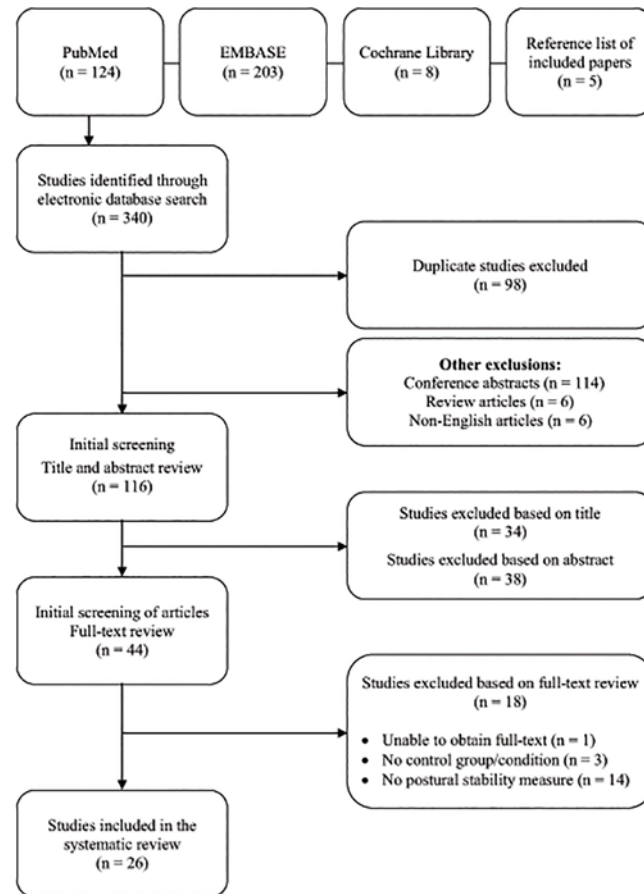 PubMed
(n = 124)
EMBASE
(n = 203)
Cochrane Library
(n = 8)
Reference list of
included papers
(n = 5)
Studies identified through
electronic database search
(n = 340)
Duplicate studies excluded
(n = 98)
Other exclusions:
Conference abstracts (n = 114)
Review articles (n = 6)
Non-English articles (n = 6)
Initial screening
Title and abstract review
(n = 116)
Studies excluded based on title
(n = 34)
Studies excluded based on abstract
(n = 38)
Initial screening of articles
Full-text review
(n = 44)
Studies excluded based on full-text review
(n = 18)
• Unable to obtain full-text (n = 1)
• No control group/condition (n = 3)
• No postural stability measure (n = 14)
Studies included in the
systematic review
(n = 26)